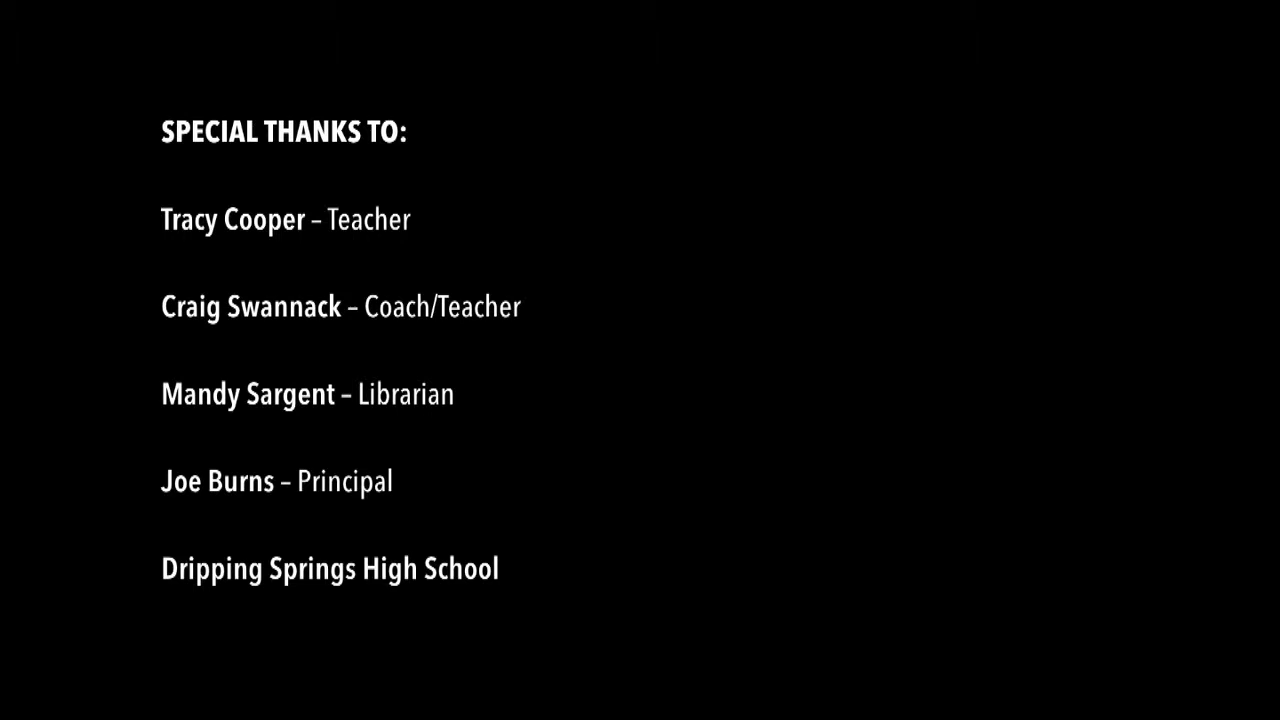 SPECIAL THANKS TO:
Tracy Cooper – Teacher
Craig Swannack – Coach/Teacher
Mandy Sargent – Librarian
Joe Burns – Principal
Dripping Springs High School